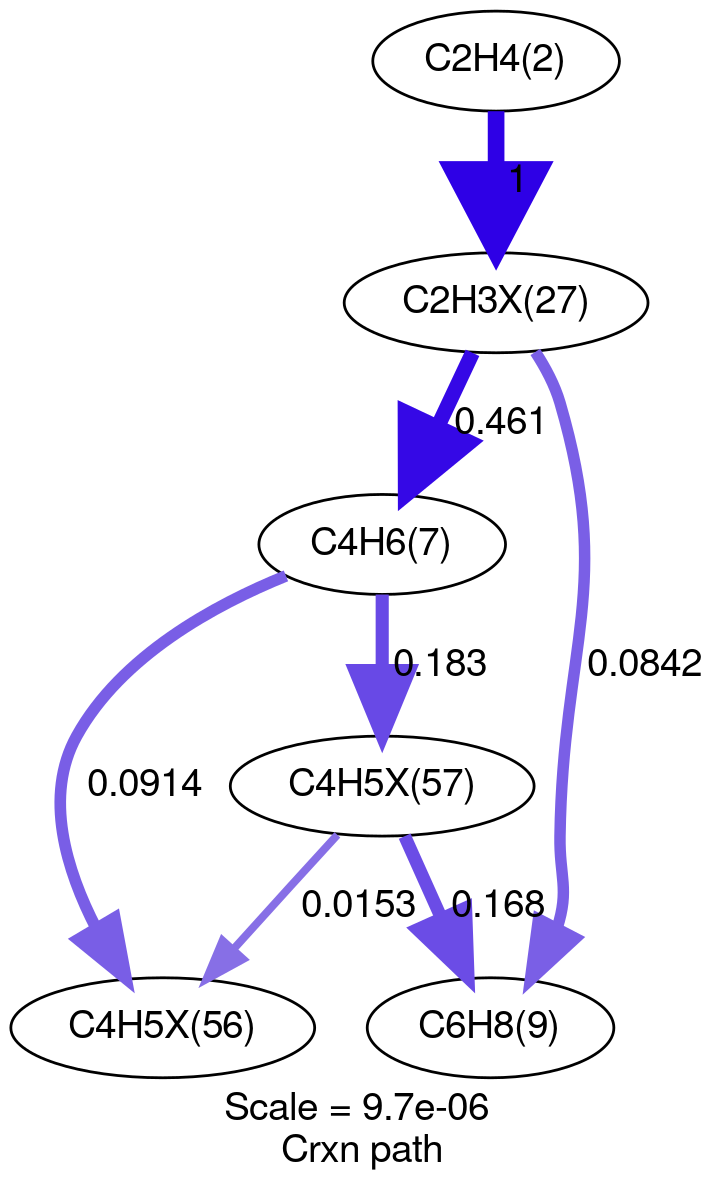 C2H4(2)
1
C2H3X(27)
0.461
C4H6(7)
0.183
0.0842
0.0914
C4H5X(57)
0.0153
0.168
C4H5X(56)
C6H8(9)
Scale = 9.7e-06
Crxn path